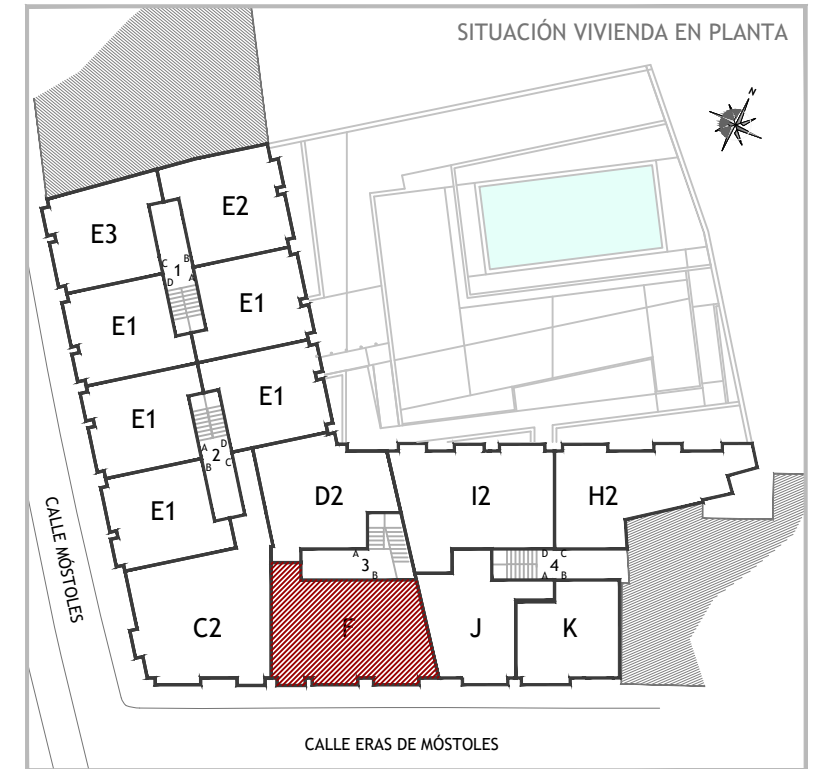 SITUACIÓN VIVIENDA EN PLANTA
N
E3
E2
C B
1
D A
E1
E1
E1
E1
A D
2
B C
E1
D2
I2
H2
A
3
B
D C
4
A B
C2
F
J
K
CALLE MÓSTOLES
CALLE ERAS DE MÓSTOLES